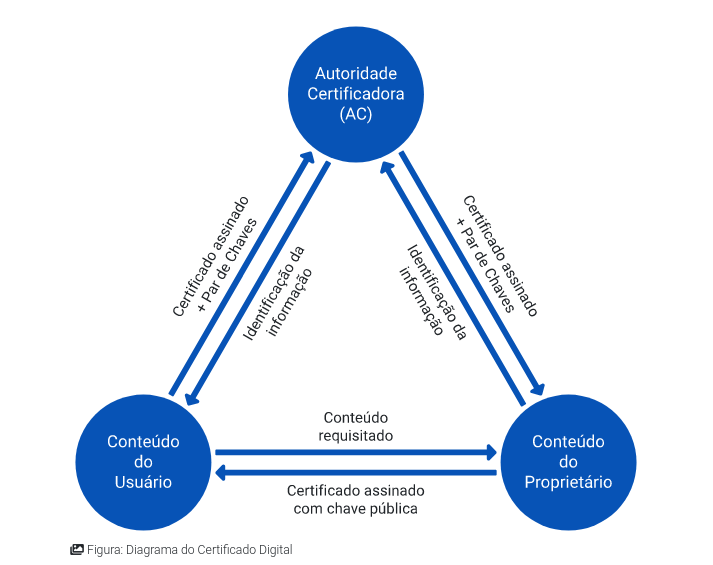 Autoridade
Certificadora
(AC)
Certificado assinado
+ Par de Chaves
Identificação da
informação
Certificado assinado
+ Par de Chaves
Identificação da
informação
Conteúdo
do
Usuário
Conteúdo
requisitado
Certificado assinado
com chave pública
Conteúdo
do
Proprietário
Figura: Diagrama do Certificado Digital